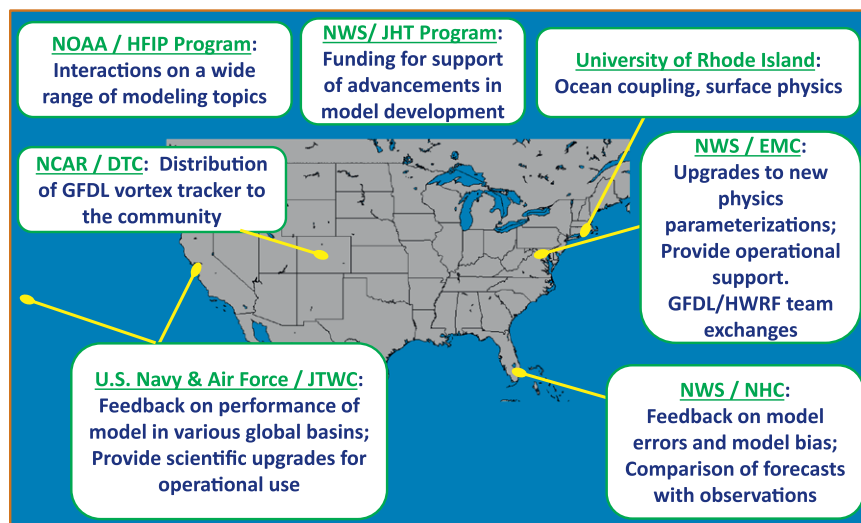 NOAA / HFIP Program:
Interactions on a wide
range of modeling topics
NWS/ JHT Program:
Funding for support
of advancements in
model development
University of Rhode Island:
Ocean coupling, surface physics
NCAR / DTC: Distribution
of GFDL vortex tracker to
the community
NWS / EMC:
Upgrades to new
physics
parameterizations;
Provide operational
support.
GFDL/HWRF team
exchanges
U.S. Navy & Air Force / JTWC:
Feedback on performance of
model in various global basins;
Provide scientific upgrades for
operational use
NWS / NHC:
Feedback on model
errors and model bias;
Comparison of forecasts
with observations